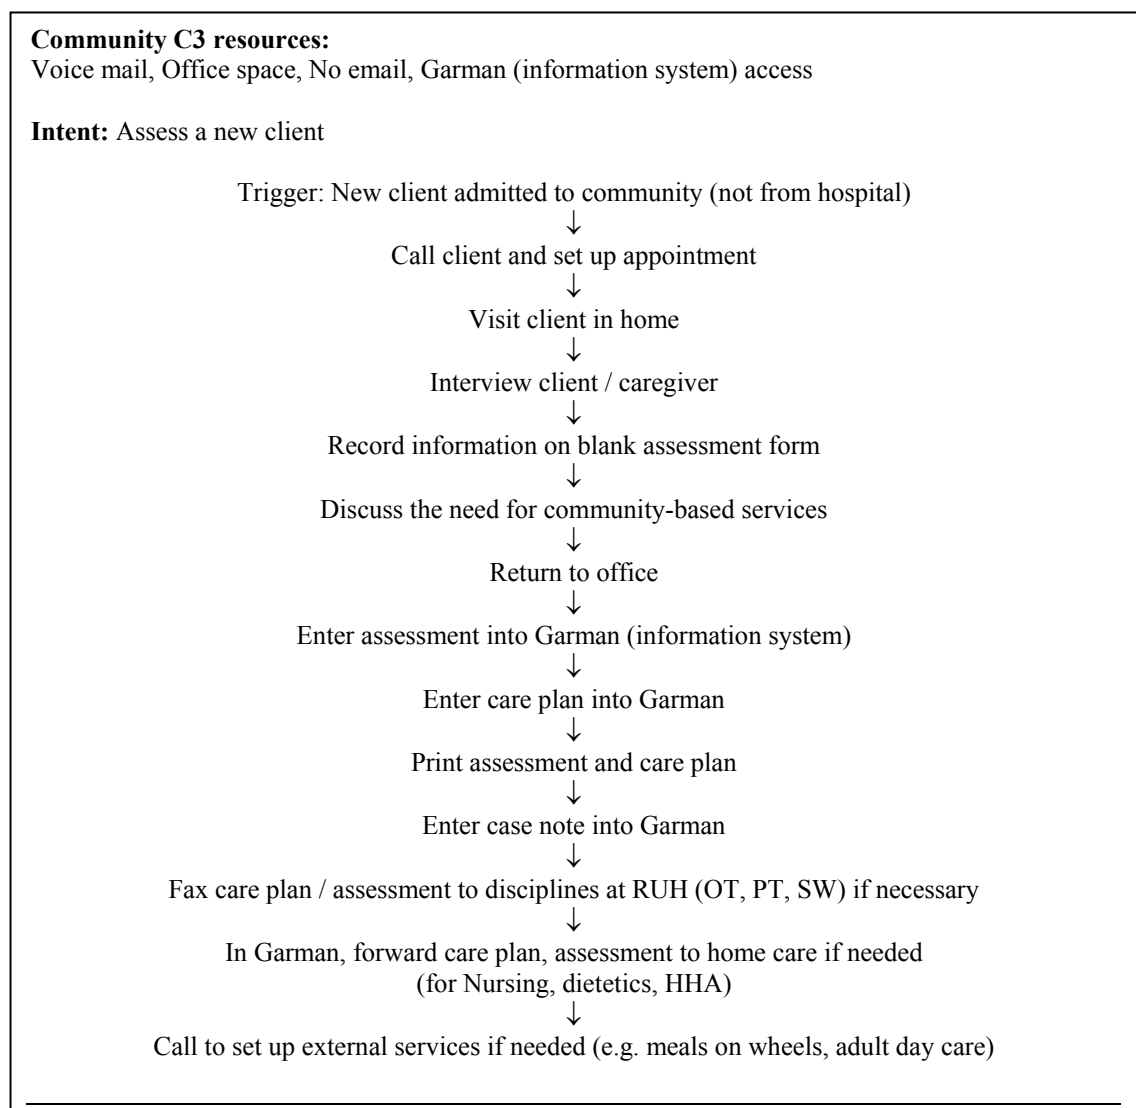 Community C3 resources:
Voice mail, Office space, No email, Garman (information system) access
Intent: Assess a new client
Trigger: New client admitted to community (not from hospital)
↓
Call client and set up appointment
↓
Visit client in home
↓
Interview client / caregiver
↓
Record information on blank assessment form
↓
Discuss the need for community-based services
↓
Return to office
↓
Enter assessment into Garman (information system)
↓
Enter care plan into Garman
↓
Print assessment and care plan
↓
Enter case note into Garman
↓
Fax care plan / assessment to disciplines at RUH (OT, PT, SW) if necessary
↓
In Garman, forward care plan, assessment to home care if needed
(for Nursing, dietetics, HHA)
↓
Call to set up external services if needed (e.g. meals on wheels, adult day care)